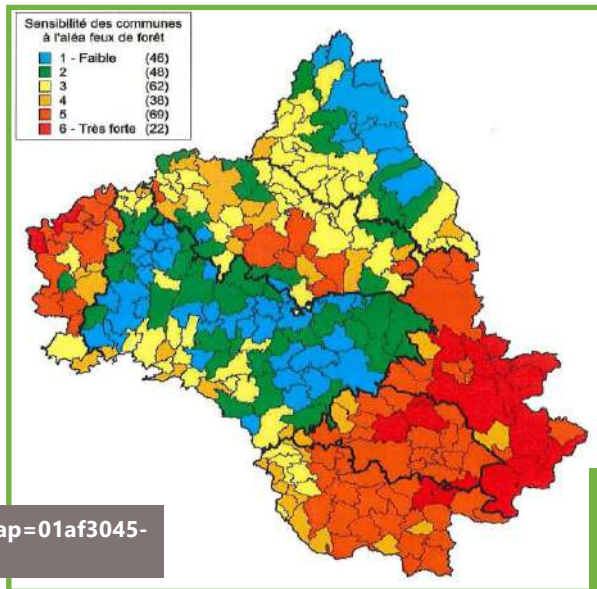 Sensibilité des communes
à l'aléa feux de forêt
1 - Faible (46)
2 (48)
3 (62)
4 (38)
5 (69)
6 - Très forte (22)
ap=01af3045-